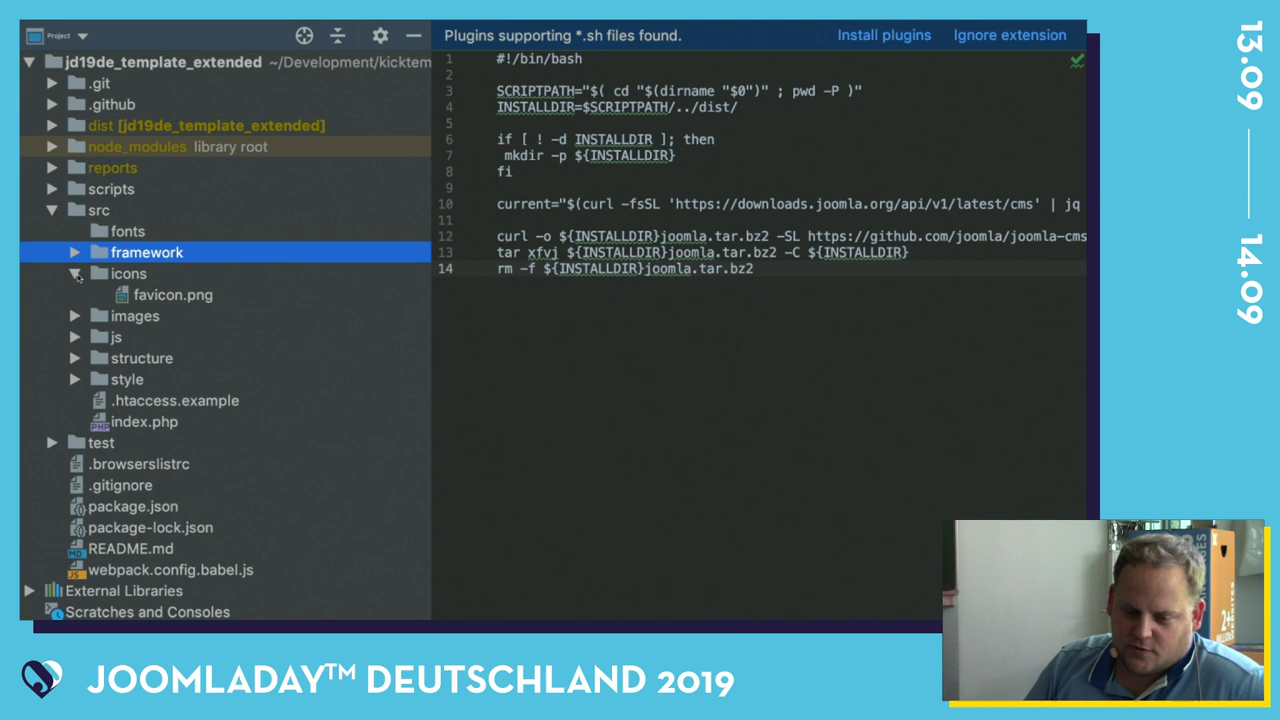 Project
jd19de_template_extended ~/Development/kicktem
.git
.github
dist [jd19de_template_extended]
node_modules library root
reports
scripts
src
fonts
framework
icons
favicon.png
images
js
structure
style
.htaccess.example
index.php
test
.browserslistrc
.gitignore
package.json
package-lock.json
README.md
webpack.config.babel.js
External Libraries
Scratches and Consoles
Plugins supporting *.sh files found. Install plugins Ignore extension
1 #!/bin/bash
2
3 SCRIPTPATH="$( cd "$(dirname "$0")" ; pwd -P )"
4 INSTALLDIR=$SCRIPTPATH/../dist/
5
6 if [ ! -d INSTALLDIR ]; then
7 mkdir -p ${INSTALLDIR}
8 fi
9
10 current="$(curl -fsSL 'https://downloads.joomla.org/api/v1/latest/cms' | jq
11
12 curl -o ${INSTALLDIR}joomla.tar.bz2 -SL https://github.com/joomla/joomla-cms
13 tar xfvj ${INSTALLDIR}joomla.tar.bz2 -C ${INSTALLDIR}
14 rm -f ${INSTALLDIR}joomla.tar.bz2
13.09
14.09
2+
JOOMLADAY™ DEUTSCHLAND 2019